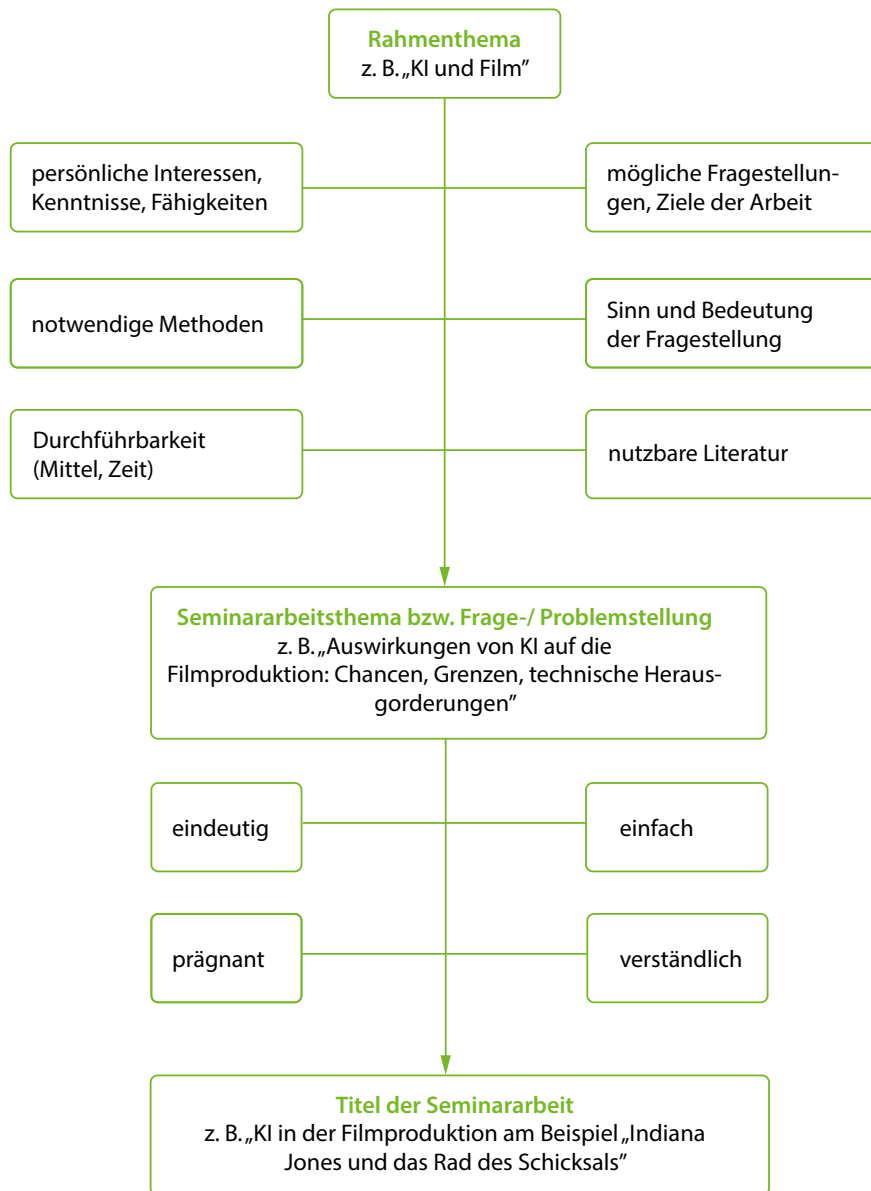 Rahmenthema
z. B. „KI und Film”
persönliche Interessen,
Kenntnisse, Fähigkeiten
mögliche Fragestellun-
gen, Ziele der Arbeit
notwendige Methoden
Sinn und Bedeutung
der Fragestellung
Durchführbarkeit
(Mittel, Zeit)
nutzbare Literatur
Seminararbeitsthema bzw. Frage-/ Problemstellung
z. B. „Auswirkungen von KI auf die
Filmproduktion: Chancen, Grenzen, technische Heraus-
gorderungen”
eindeutig
einfach
prägnant
verständlich
Titel der Seminararbeit
z. B. „KI in der Filmproduktion am Beispiel „Indiana
Jones und das Rad des Schicksals”